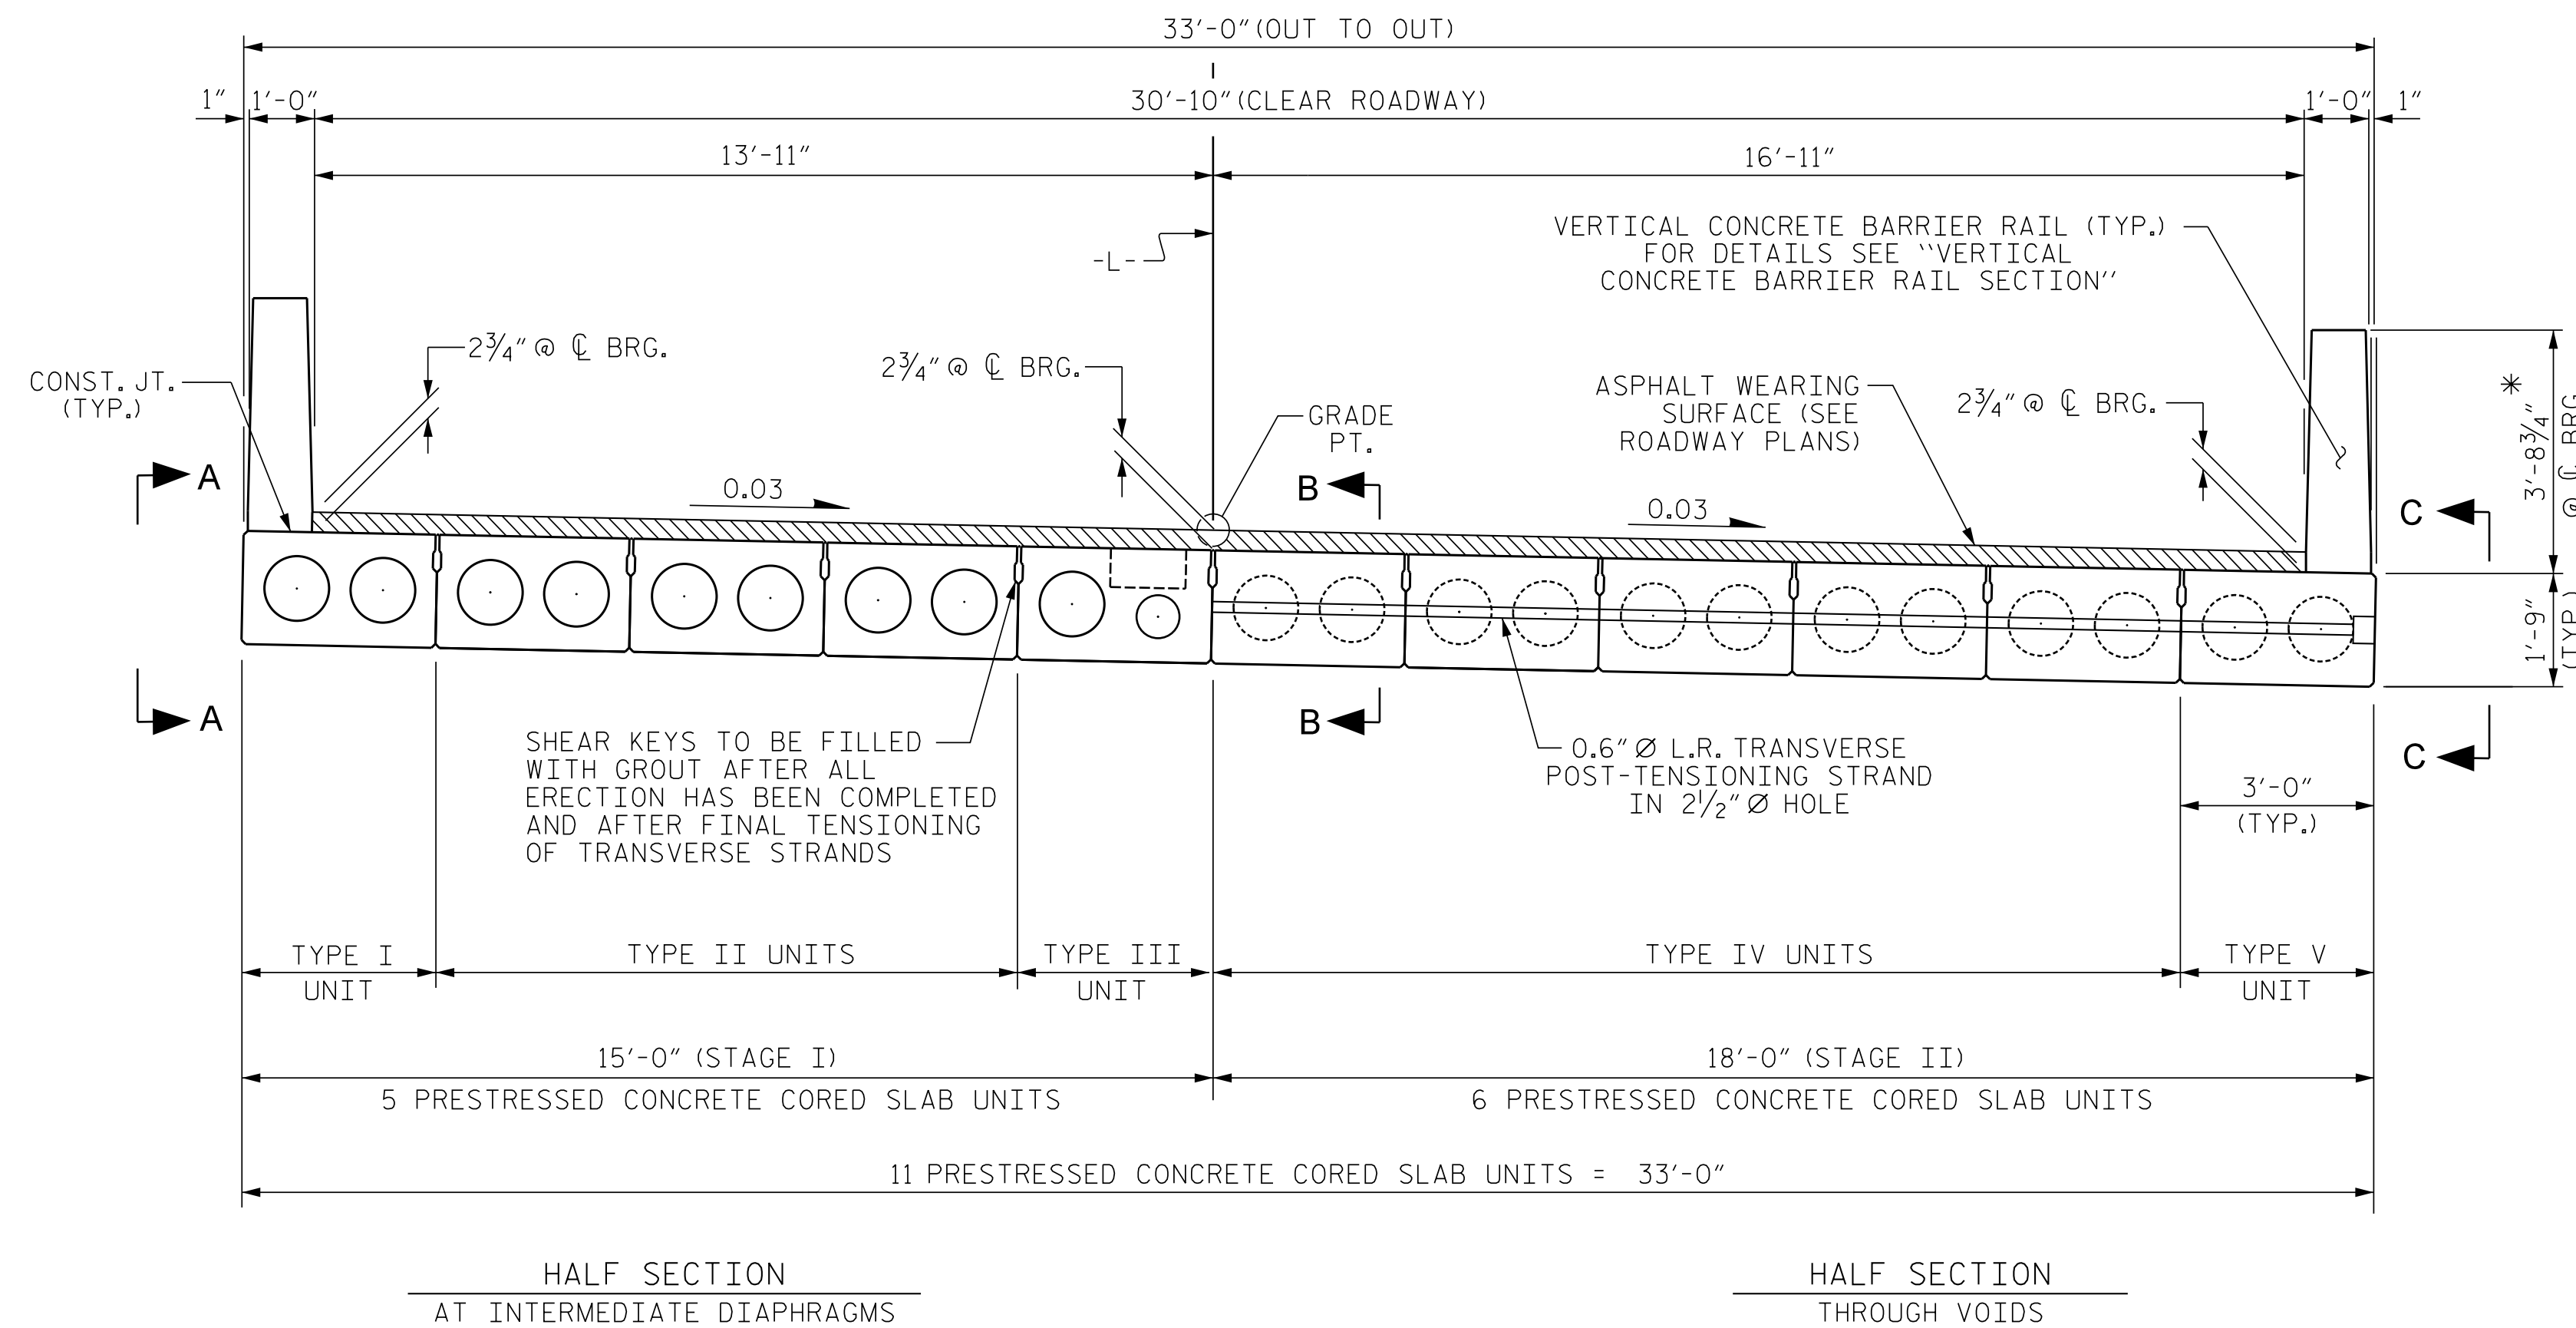 33'-0" (OUT TO OUT)
1"
1'-0"
30'-10" (CLEAR ROADWAY)
1'-0"
1"
13'-11"
16'-11"
-L-
VERTICAL CONCRETE BARRIER RAIL (TYP.)
FOR DETAILS SEE "VERTICAL
CONCRETE BARRIER RAIL SECTION"
2¾" @ ℄ BRG.
2¾" @ ℄ BRG.
CONST. JT.
(TYP.)
GRADE
PT.
ASPHALT WEARING
SURFACE (SEE
ROADWAY PLANS)
2¾" @ ℄ BRG.
*
3'-8¾"
@ ℄ BRG.
A
B
C
0.03
0.03
1'-9"
(TYP.)
A
B
C
SHEAR KEYS TO BE FILLED
WITH GROUT AFTER ALL
ERECTION HAS BEEN COMPLETED
AND AFTER FINAL TENSIONING
OF TRANSVERSE STRANDS
0.6" Ø L.R. TRANSVERSE
POST-TENSIONING STRAND
IN 2½" Ø HOLE
3'-0"
(TYP.)
TYPE I
UNIT
TYPE II UNITS
TYPE III
UNIT
TYPE IV UNITS
TYPE V
UNIT
15'-0" (STAGE I)
5 PRESTRESSED CONCRETE CORED SLAB UNITS
18'-0" (STAGE II)
6 PRESTRESSED CONCRETE CORED SLAB UNITS
11 PRESTRESSED CONCRETE CORED SLAB UNITS = 33'-0"
HALF SECTION
AT INTERMEDIATE DIAPHRAGMS
HALF SECTION
THROUGH VOIDS